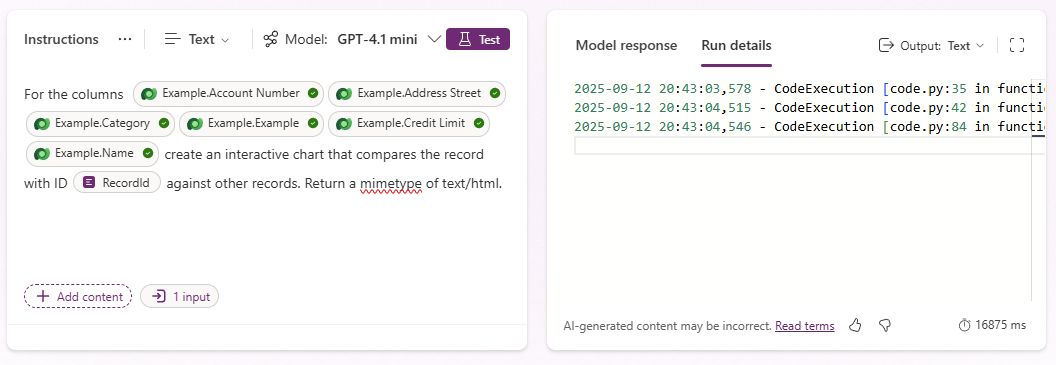 Instructions ... Text Model: GPT-4.1 mini Test
For the columns Example.Account Number Example.Address Street
Example.Category Example.Example Example.Credit Limit
Example.Name create an interactive chart that compares the record
with ID RecordId against other records. Return a mimetype of text/html.
Add content 1 input
Model response Run details Output: Text
2025-09-12 20:43:03,578 - CodeExecution [code.py:35 in functio
2025-09-12 20:43:04,515 - CodeExecution [code.py:42 in functio
2025-09-12 20:43:04,546 - CodeExecution [code.py:84 in functio
AI-generated content may be incorrect. Read terms 16875 ms